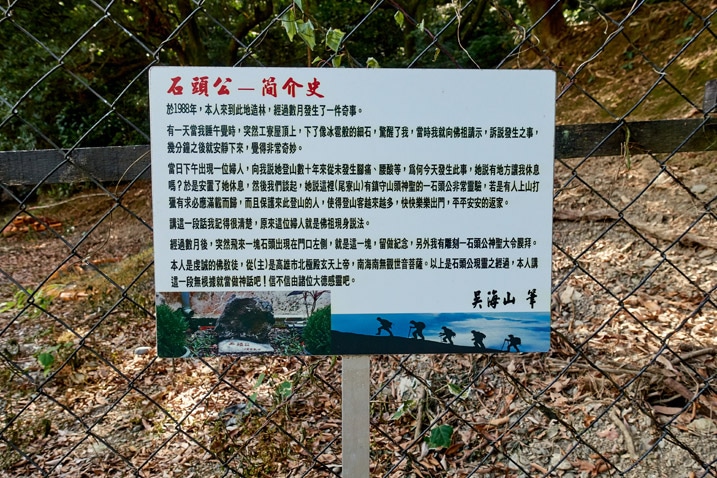 石頭公—简介史
於1988年，本人來到此地造林，經過數月發生了一件奇事。
有一天當我睡午覺時，突然工寮屋頂上，下了像冰雹般的細石，驚醒了我，當時我就向佛祖請示，訴說發生之事，
幾分鐘之後就安靜下來，覺得非常奇妙。
當日下午出現一位婦人，向我說她登山數十年來從未發生腳痛、腰酸等，為何今天發生此事，她說有地方讓我休息
嗎？於是安置了她休息，然後我們談起，她說這裡（尾寮山）有鎮守山頭神聖的一石頭公非常靈驗，若是有人上山打
獵有求必應滿載而歸，而且保護來此登山的人，使得登山客越來越多，快快樂樂出門，平平安安的返家。
講這一段話我記得很清楚，原來這位婦人就是佛祖現身說法。
經過數月後，突然飛來一塊石頭出現在門口左側，就是這一塊，留做紀念，另外我有雕刻一石頭公神聖大令膜拜。
本人是虔誠的佛教徒，從(主)是高雄市北極殿玄天上帝，南海南無觀世音菩薩。以上是石頭公現靈之經過，本人講
這一段無根據就當做神話吧！信不信由諸位大德感靈吧。
吳海山 筆